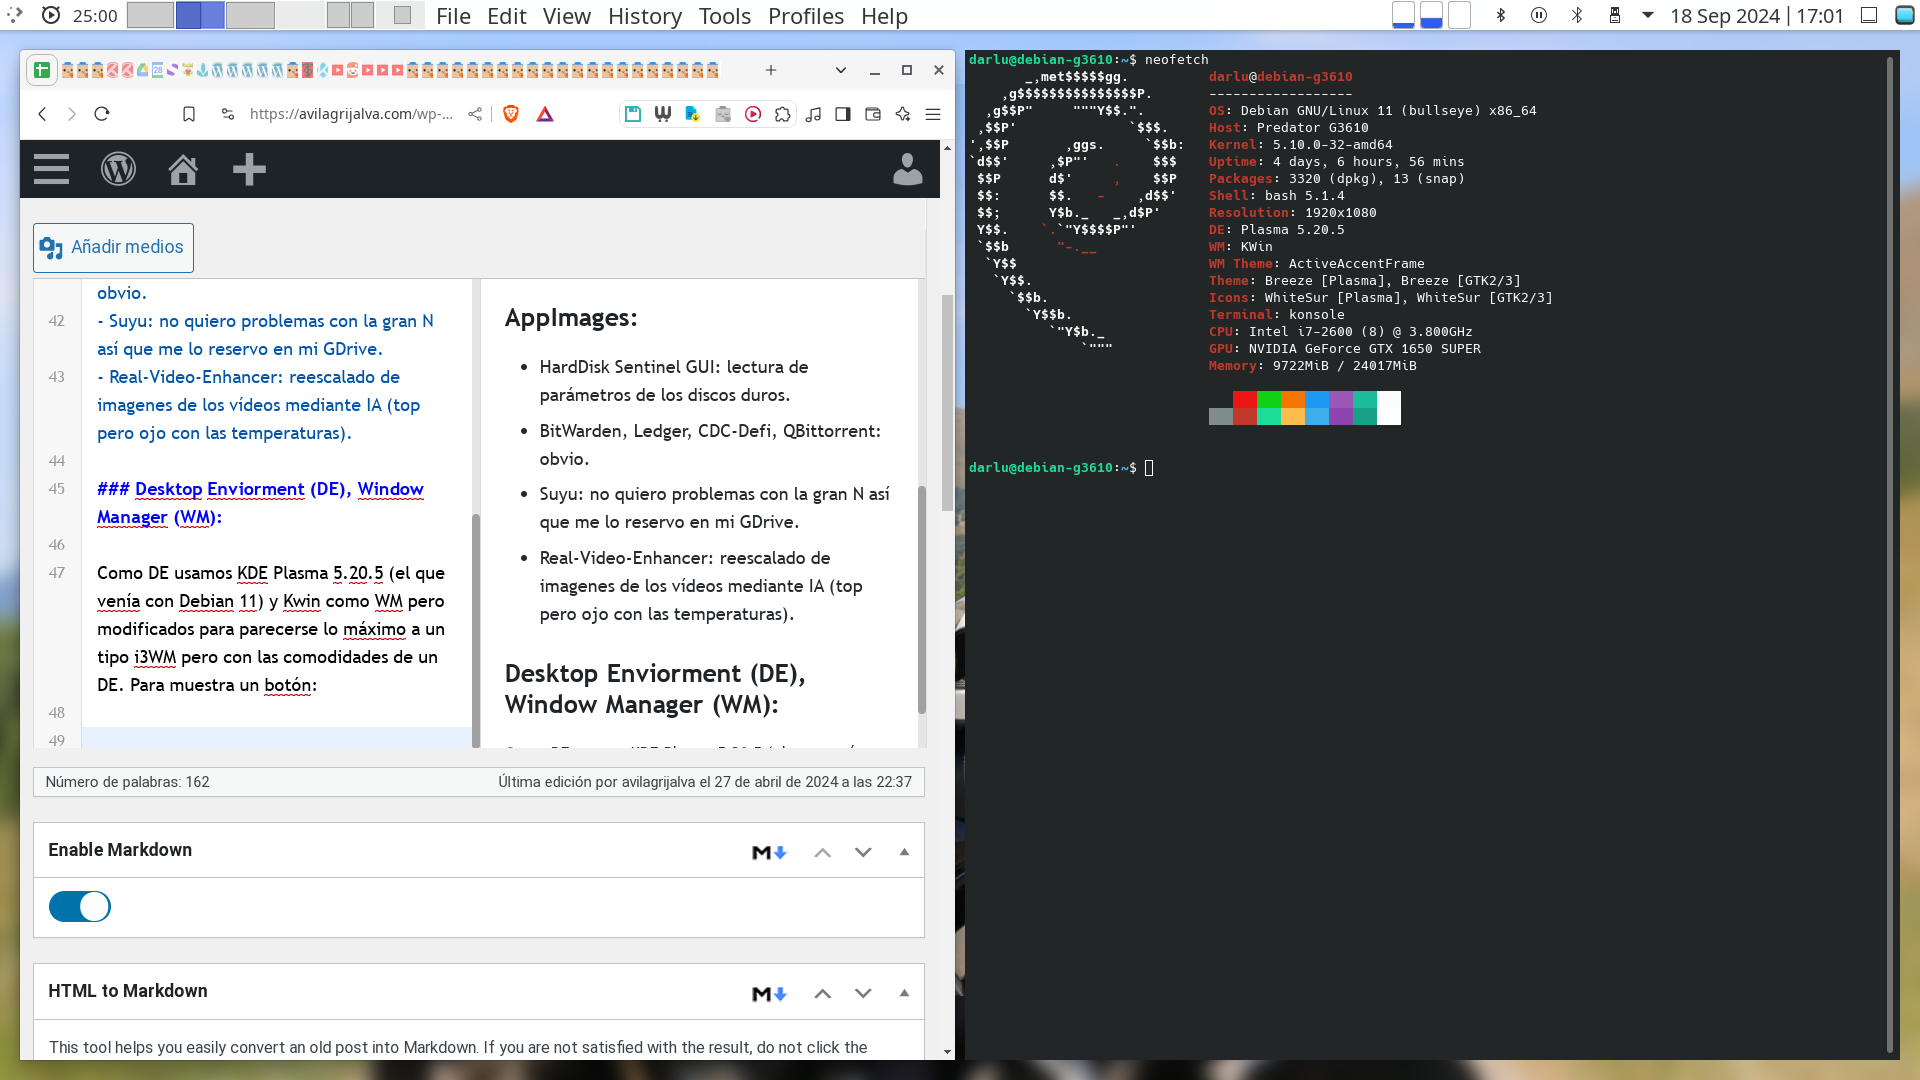 25:00
File Edit View History Tools Profiles Help
18 Sep 2024 | 17:01
https://avilagrijalva.com/wp-...
Añadir medios
obvio.
42
- Suyu: no quiero problemas con la gran N
así que me lo reservo en mi GDrive.
43
- Real-Video-Enhancer: reescalado de
imagenes de los vídeos mediante IA (top
pero ojo con las temperaturas).
44
45
### Desktop Enviorment (DE), Window
Manager (WM):
46
47
Como DE usamos KDE Plasma 5.20.5 (el que
venía con Debian 11) y Kwin como WM pero
modificados para parecerse lo máximo a un
tipo i3WM pero con las comodidades de un
DE. Para muestra un botón:
48
49
AppImages:
• HardDisk Sentinel GUI: lectura de
parámetros de los discos duros.
• BitWarden, Ledger, CDC-Defi, QBittorrent:
obvio.
• Suyu: no quiero problemas con la gran N así
que me lo reservo en mi GDrive.
• Real-Video-Enhancer: reescalado de
imagenes de los vídeos mediante IA (top
pero ojo con las temperaturas).
Desktop Enviorment (DE),
Window Manager (WM):
Número de palabras: 162
Última edición por avilagrijalva el 27 de abril de 2024 a las 22:37
Enable Markdown
M
HTML to Markdown
M
This tool helps you easily convert an old post into Markdown. If you are not satisfied with the result, do not click the
darlu@debian-g3610:~$ neofetch
darlu@debian-g3610
------------------
OS: Debian GNU/Linux 11 (bullseye) x86_64
Host: Predator G3610
Kernel: 5.10.0-32-amd64
Uptime: 4 days, 6 hours, 56 mins
Packages: 3320 (dpkg), 13 (snap)
Shell: bash 5.1.4
Resolution: 1920x1080
DE: Plasma 5.20.5
WM: KWin
WM Theme: ActiveAccentFrame
Theme: Breeze [Plasma], Breeze [GTK2/3]
Icons: WhiteSur [Plasma], WhiteSur [GTK2/3]
Terminal: konsole
CPU: Intel i7-2600 (8) @ 3.800GHz
GPU: NVIDIA GeForce GTX 1650 SUPER
Memory: 9722MiB / 24017MiB
darlu@debian-g3610:~$